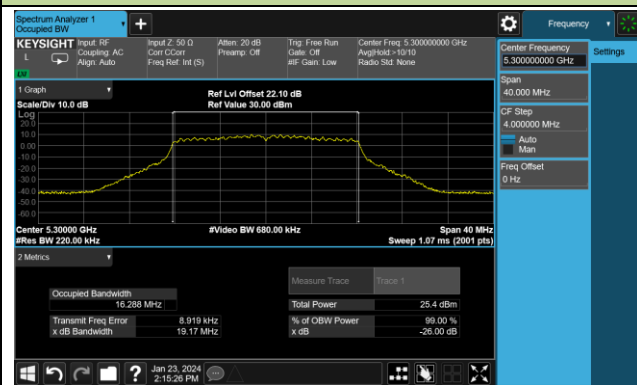 Spectrum Analyzer 1
Occupied BW
Frequency
KEYSIGHT
L
Input: RF
Coupling: AC
Align: Auto
Input Z: 50 Ω
Corr CCorr
Freq Ref: Int (S)
Atten: 20 dB
Preamp: Off
Trig: Free Run
Gate: Off
#IF Gain: Low
Center Freq: 5.300000000 GHz
Avg|Hold:>10/10
Radio Std: None
Center Frequency
5.300000000 GHz
Settings
Span
40.000 MHz
CF Step
4.000000 MHz
Auto
Man
Freq Offset
0 Hz
1 Graph
Scale/Div 10.0 dB
Ref Lvl Offset 22.10 dB
Ref Value 30.00 dBm
Log
20.0
10.0
0.00
-10.0
-20.0
-30.0
-40.0
-50.0
-60.0
Center 5.30000 GHz
#Res BW 220.00 kHz
#Video BW 680.00 kHz
Span 40 MHz
Sweep 1.07 ms (2001 pts)
2 Metrics
Measure Trace
Trace 1
Occupied Bandwidth
16.288 MHz
Total Power
25.4 dBm
Transmit Freq Error
8.919 kHz
% of OBW Power
99.00 %
x dB Bandwidth
19.17 MHz
x dB
-26.00 dB
?
Jan 23, 2024
2:15:26 PM